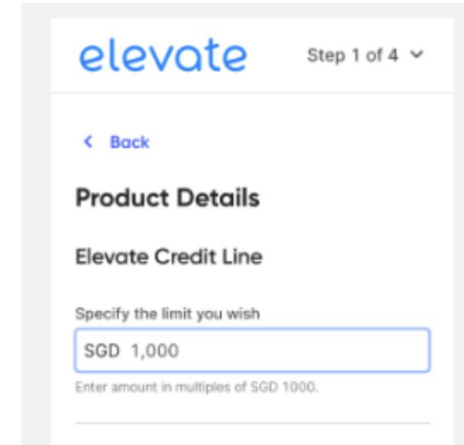 elevate
Step 1 of 4
Back
Product Details
Elevate Credit Line
Specify the limit you wish
SGD 1,000
Enter amount in multiples of SGD 1000.